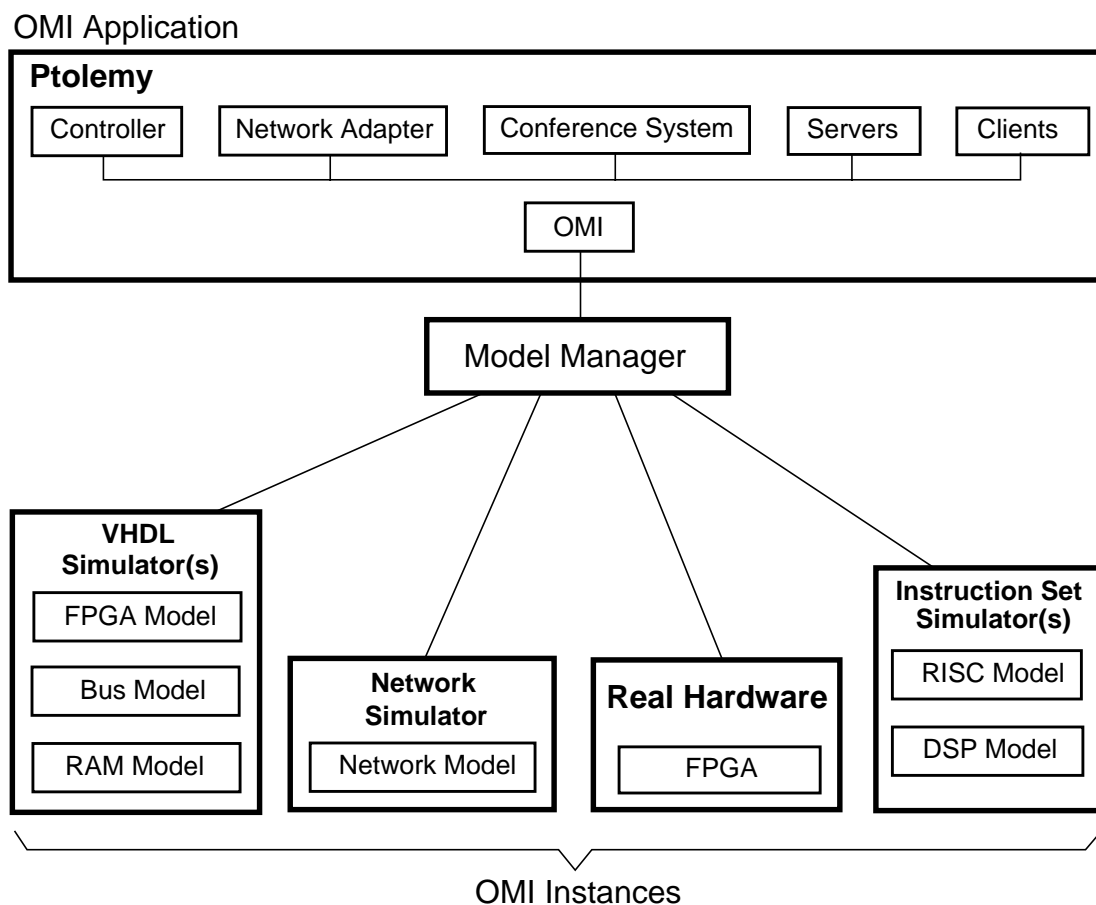 OMI Application
Ptolemy
Controller
Network Adapter
Conference System
Servers
Clients
OMI
Model Manager
VHDL
Simulator(s)
FPGA Model
Bus Model
RAM Model
Network
Simulator
Network Model
Real Hardware
FPGA
Instruction Set
Simulator(s)
RISC Model
DSP Model
OMI Instances